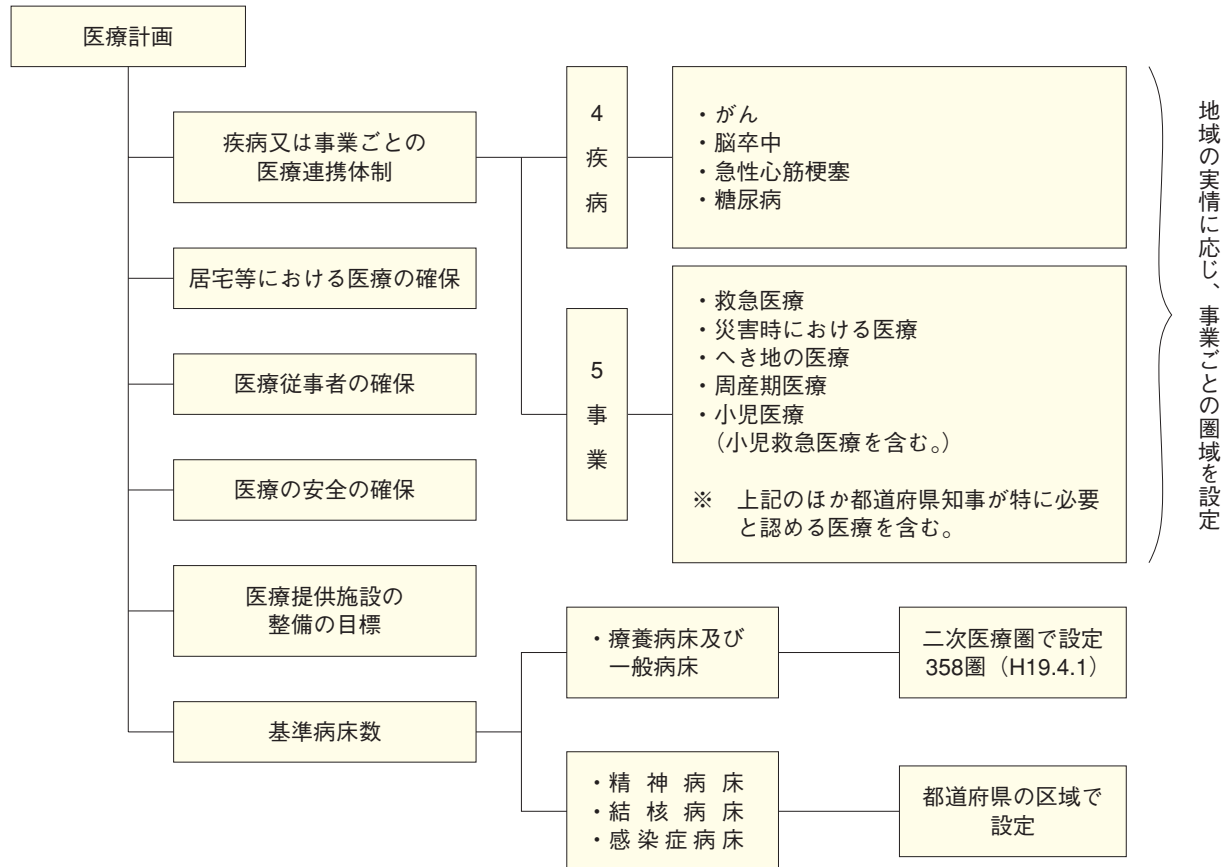 医療計画
疾病又は事業ごとの
医療連携体制
4
疾
病
・がん
・脳卒中
・急性心筋梗塞
・糖尿病
5
事
業
・救急医療
・災害時における医療
・へき地の医療
・周産期医療
・小児医療
（小児救急医療を含む。）
※　上記のほか都道府県知事が特に必要
と認める医療を含む。
地域の実情に応じ、事業ごとの圏域を設定
居宅等における医療の確保
医療従事者の確保
医療の安全の確保
医療提供施設の
整備の目標
基準病床数
・療養病床及び
一般病床
二次医療圏で設定
358圏（H19.4.1）
・精神病床
・結核病床
・感染症病床
都道府県の区域で
設定